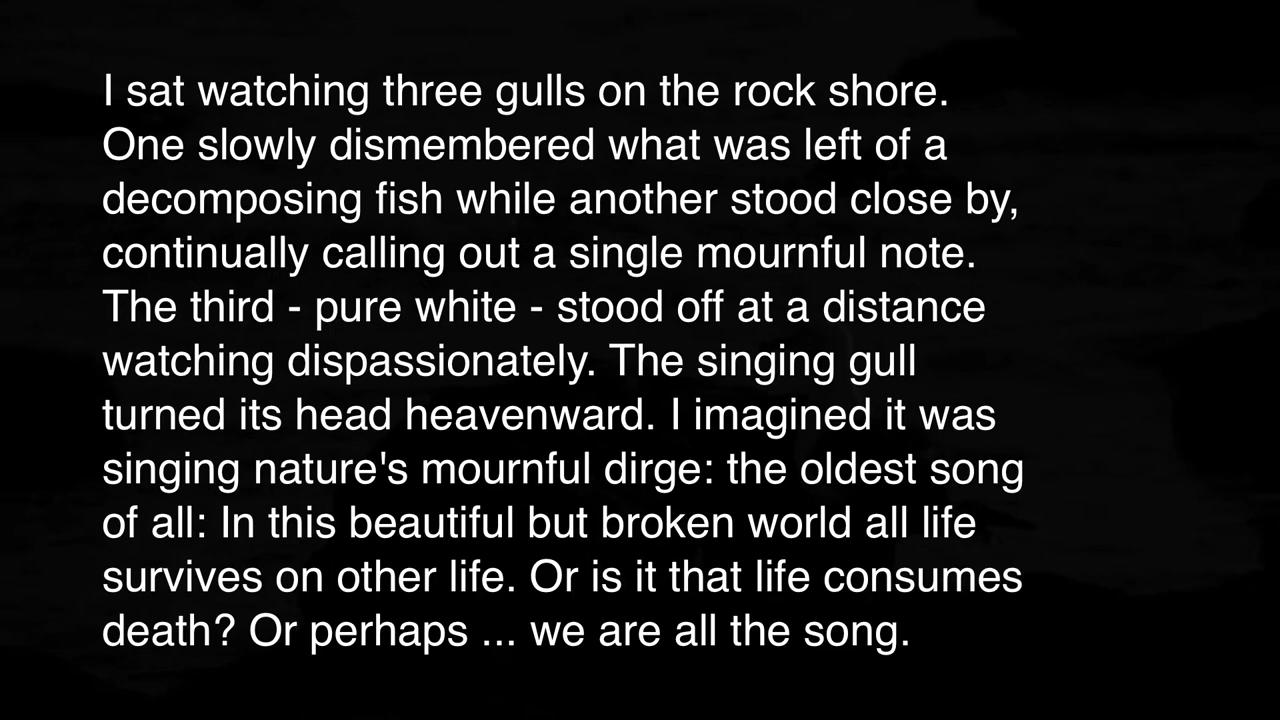 I sat watching three gulls on the rock shore.
One slowly dismembered what was left of a
decomposing fish while another stood close by,
continually calling out a single mournful note.
The third - pure white - stood off at a distance
watching dispassionately. The singing gull
turned its head heavenward. I imagined it was
singing nature's mournful dirge: the oldest song
of all: In this beautiful but broken world all life
survives on other life. Or is it that life consumes
death? Or perhaps ... we are all the song.